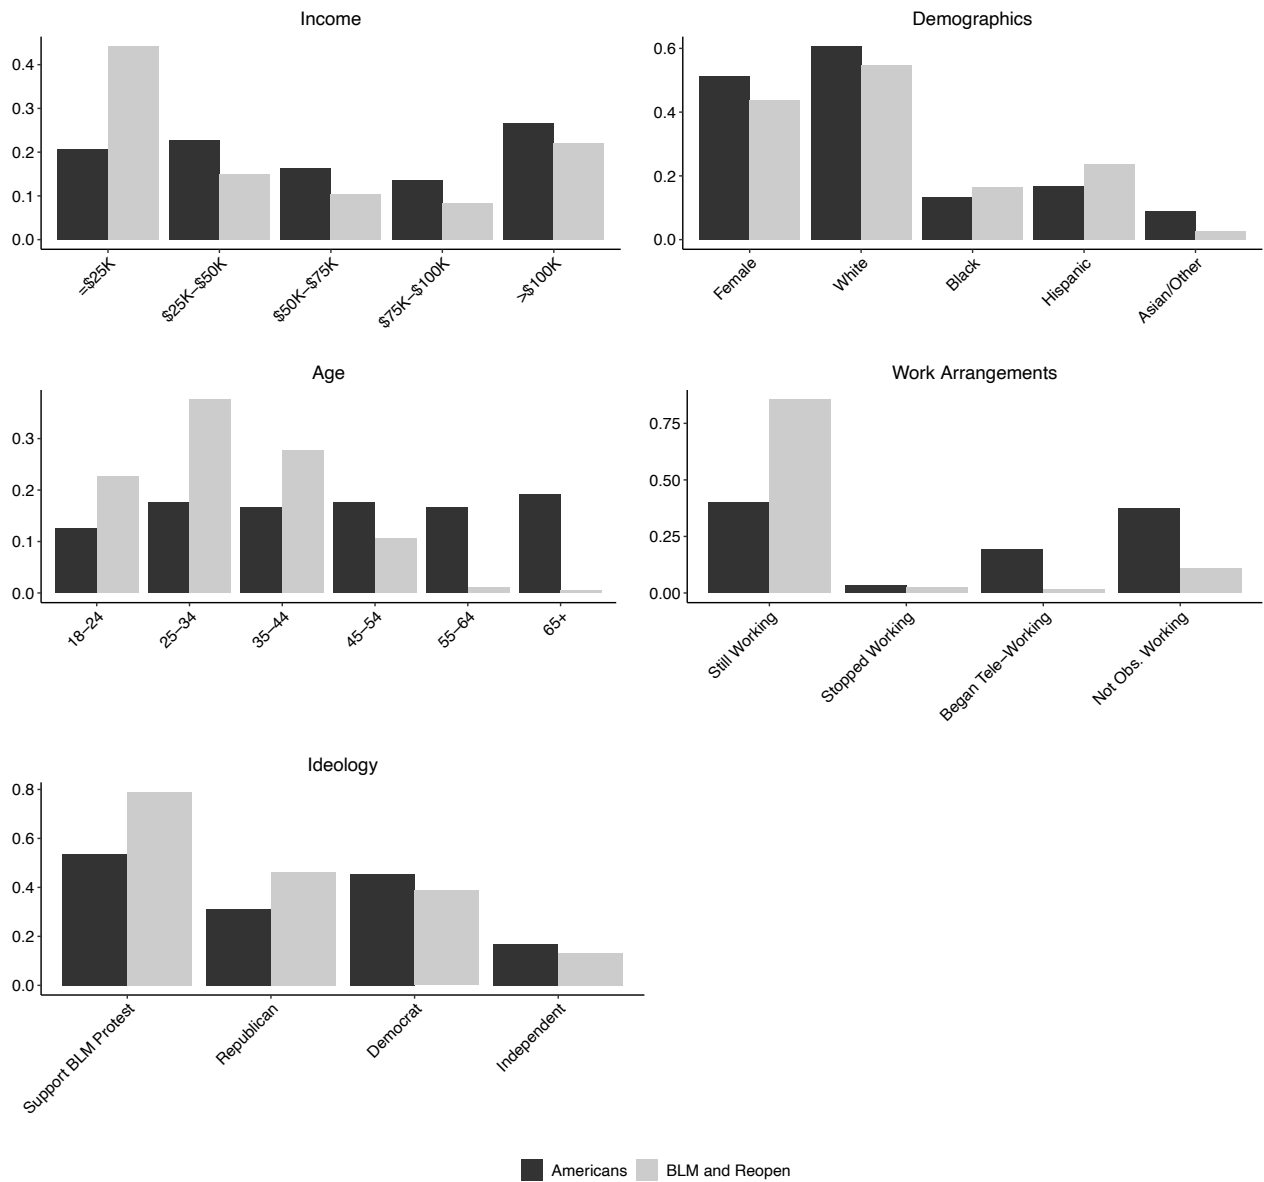 Income
0.4
0.3
0.2
0.1
0.0
=$25K
$25K–$50K
$50K–$75K
$75K–$100K
>$100K
Demographics
0.6
0.4
0.2
0.0
Female
White
Black
Hispanic
Asian/Other
Age
0.3
0.2
0.1
0.0
18–24
25–34
35–44
45–54
55–64
65+
Work Arrangements
0.75
0.50
0.25
0.00
Still Working
Stopped Working
Began Tele–Working
Not Obs. Working
Ideology
0.8
0.6
0.4
0.2
0.0
Support BLM Protest
Republican
Democrat
Independent
Americans
BLM and Reopen